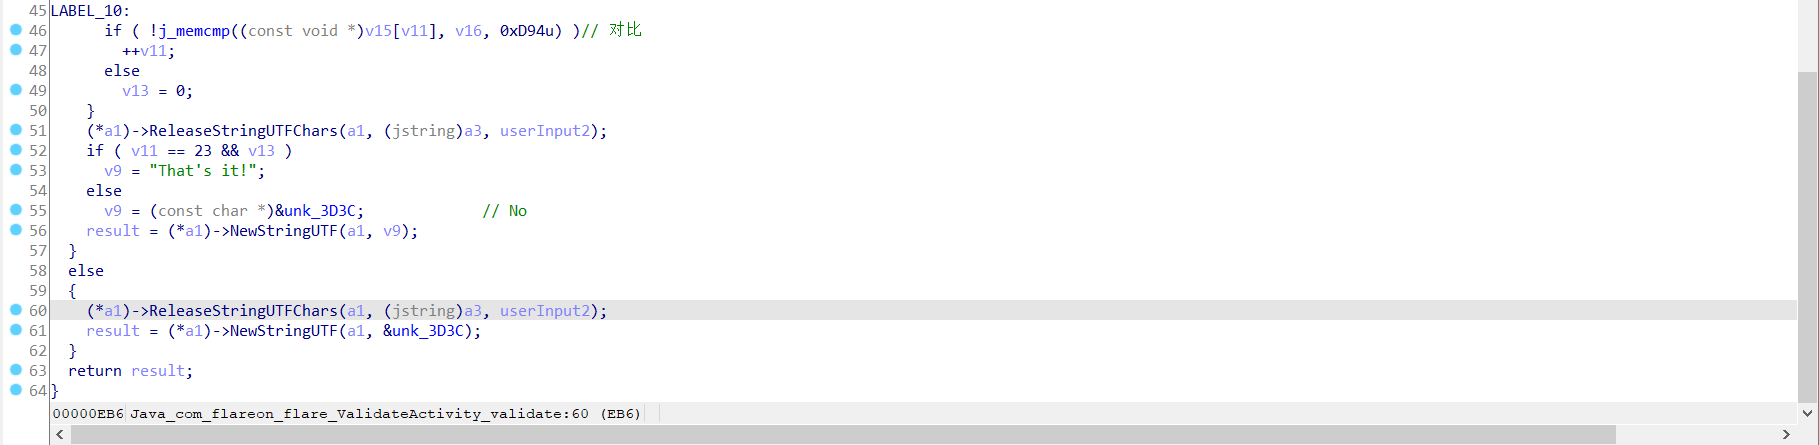 45 LABEL_10:
46 if ( !j_memcmp((const void *)v15[v11], v16, 0xD94u) )// 对比
47 ++v11;
48 else
49 v13 = 0;
50 }
51 (*a1)->ReleaseStringUTFChars(a1, (jstring)a3, userInput2);
52 if ( v11 == 23 && v13 )
53 v9 = "That's it!";
54 else
55 v9 = (const char *)&unk_3D3C; // No
56 result = (*a1)->NewStringUTF(a1, v9);
57 }
58 else
59 {
60 (*a1)->ReleaseStringUTFChars(a1, (jstring)a3, userInput2);
61 result = (*a1)->NewStringUTF(a1, &unk_3D3C);
62 }
63 return result;
64 }
00000EB6 Java_com_flareon_flare_ValidateActivity_validate:60 (EB6)